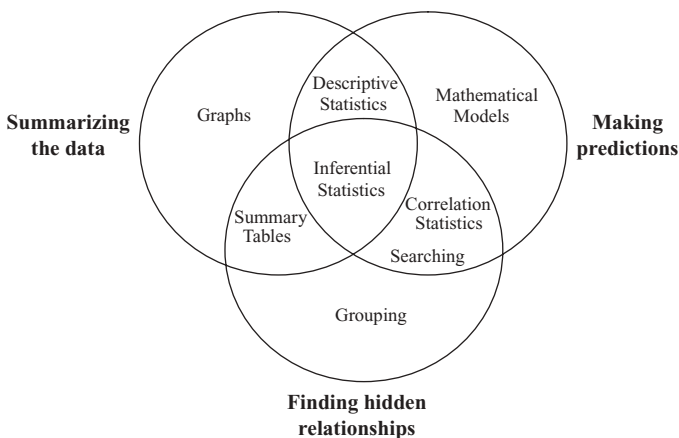 Summarizing
the data
Graphs
Descriptive
Statistics
Mathematical
Models
Making
predictions
Inferential
Statistics
Summary
Tables
Correlation
Statistics
Searching
Grouping
Finding hidden
relationships